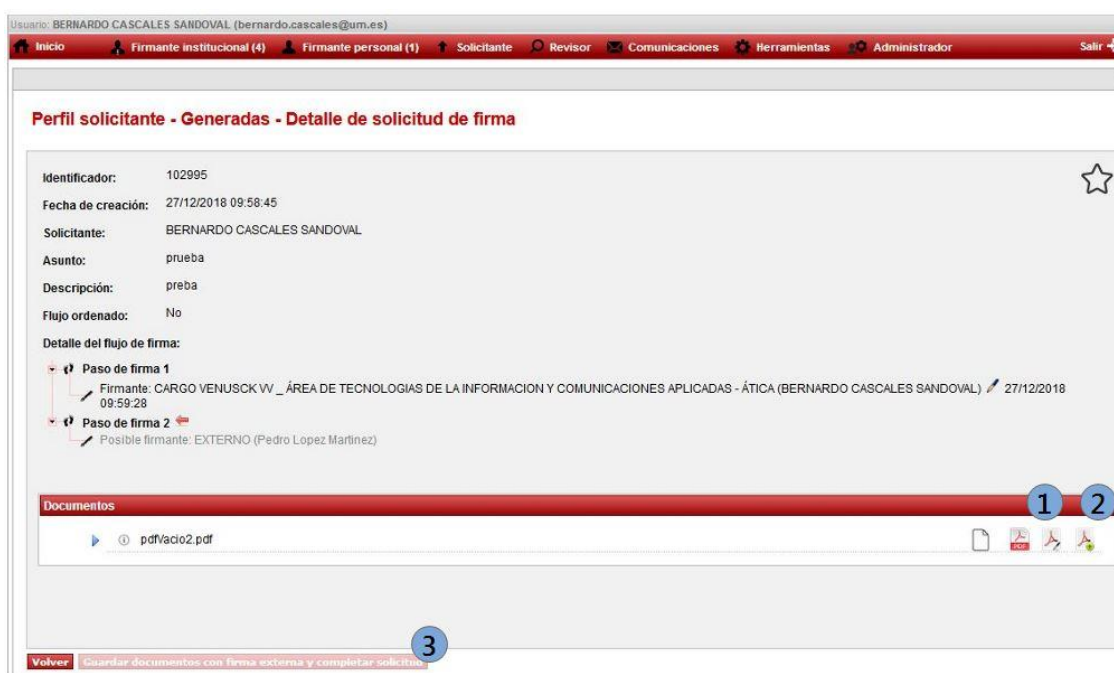 Usuario: BERNARDO CASCALES SANDOVAL (bernardo.cascales@um.es)
Inicio Firmante institucional (4) Firmante personal (1) Solicitante Revisor Comunicaciones Herramientas Administrador Salir
Perfil solicitante - Generadas - Detalle de solicitud de firma
Identificador: 102995
Fecha de creación: 27/12/2018 09:58:45
Solicitante: BERNARDO CASCALES SANDOVAL
Asunto: prueba
Descripción: preba
Flujo ordenado: No
Detalle del flujo de firma:
Paso de firma 1
Firmante: CARGO VENUSCK VV _ ÁREA DE TECNOLOGIAS DE LA INFORMACION Y COMUNICACIONES APLICADAS - ÁTICA (BERNARDO CASCALES SANDOVAL) 27/12/2018
09:59:28
Paso de firma 2
Posible firmante: EXTERNO (Pedro Lopez Martinez)
1 2
Documentos
pdfVacio2.pdf PDF
3
Volver Guardar documentos con firma externa y completar solicitud